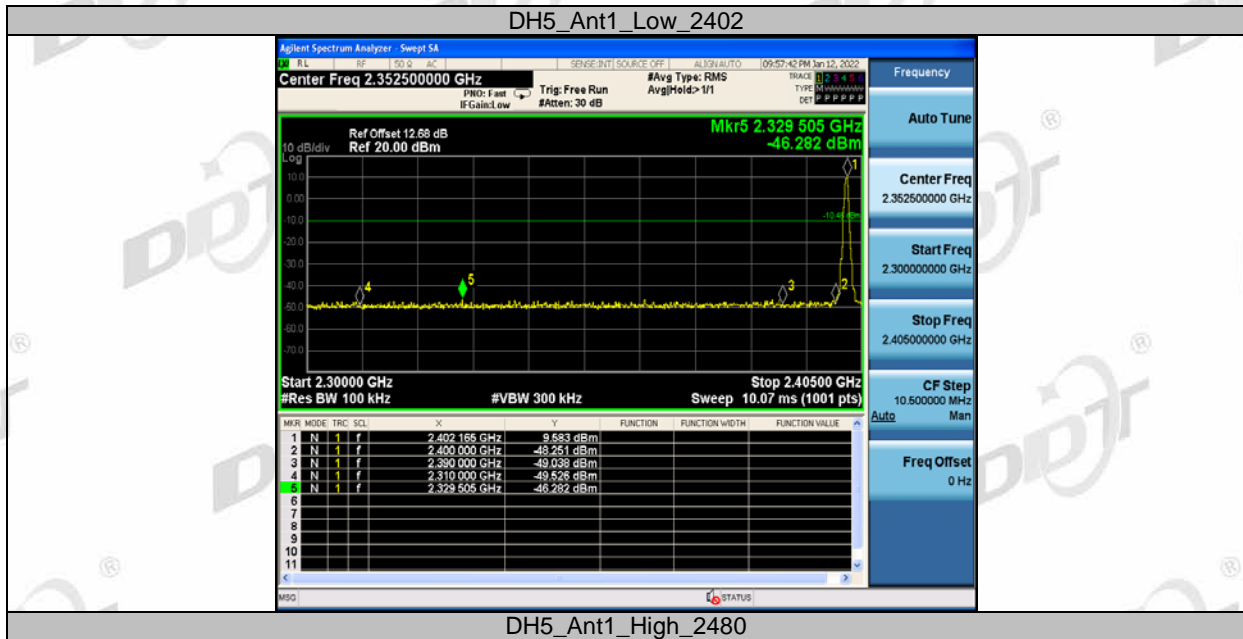 DH5_Ant1_Low_2402
Agilent Spectrum Analyzer - Swept SA
RL RF 50 Ω AC SENSE:INT SOURCE OFF ALIGN AUTO 09:57:42 PM Jan 12, 2022
Center Freq 2.352500000 GHz
PNO: Fast
IFGain:Low
Trig: Free Run
#Atten: 30 dB
#Avg Type: RMS
Avg|Hold:>1/1
TRACE 1 2 3 4 5 6
TYPE M
DET P P P P P P
Mkr5 2.329 505 GHz
-46.282 dBm
Ref Offset 12.68 dB
10 dB/div Ref 20.00 dBm
Log
10.0
0.00
-10.0
-20.0
-30.0
-40.0
-50.0
-60.0
-70.0
1
4
5
3
2
Start 2.30000 GHz Stop 2.40500 GHz
#Res BW 100 kHz #VBW 300 kHz Sweep 10.07 ms (1001 pts)
MKR MODE TRC SCL X Y FUNCTION FUNCTION WIDTH FUNCTION VALUE
1 N 1 f 2.402 165 GHz 9.583 dBm
2 N 1 f 2.400 000 GHz -48.251 dBm
3 N 1 f 2.390 000 GHz -49.038 dBm
4 N 1 f 2.310 000 GHz -49.526 dBm
5 N 1 f 2.329 505 GHz -46.282 dBm
6
7
8
9
10
11
MSG STATUS
Frequency
Auto Tune
Center Freq
2.352500000 GHz
Start Freq
2.300000000 GHz
Stop Freq
2.405000000 GHz
CF Step
10.500000 MHz
Auto Man
Freq Offset
0 Hz
DH5_Ant1_High_2480